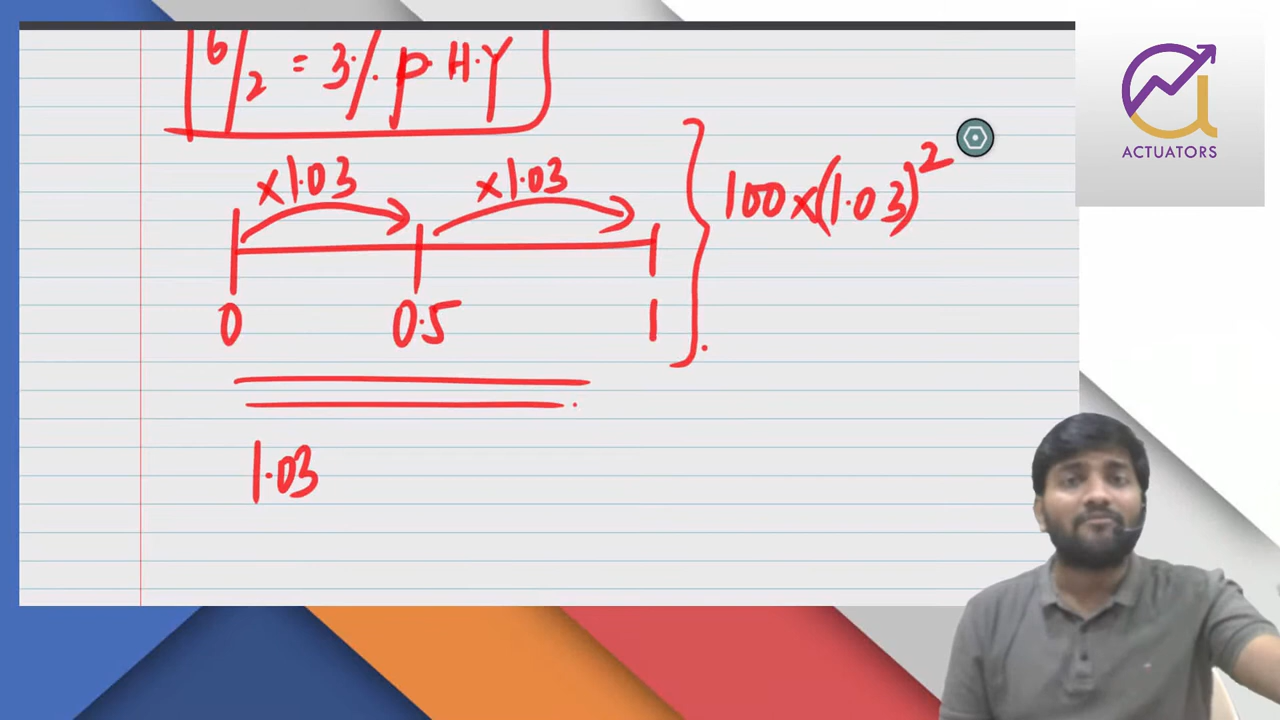 6/2 = 3% p.H.Y
×1.03 ×1.03
100×(1.03)²
0 0.5 1
1.03
ACTUATORS